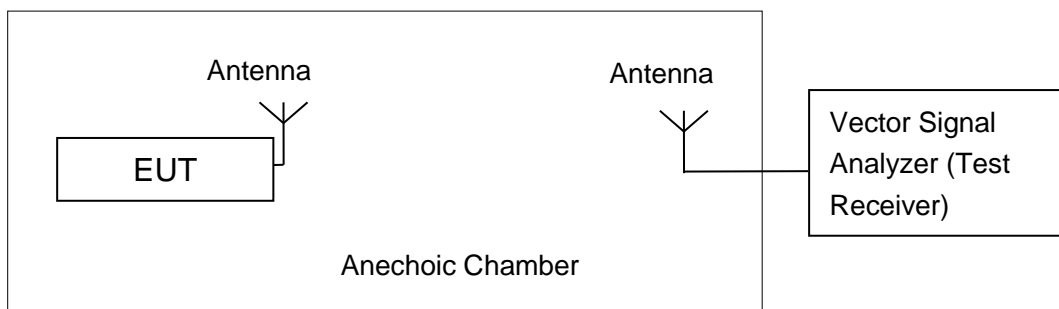 Antenna
Antenna
EUT
Vector Signal
Analyzer (Test
Receiver)
Anechoic Chamber